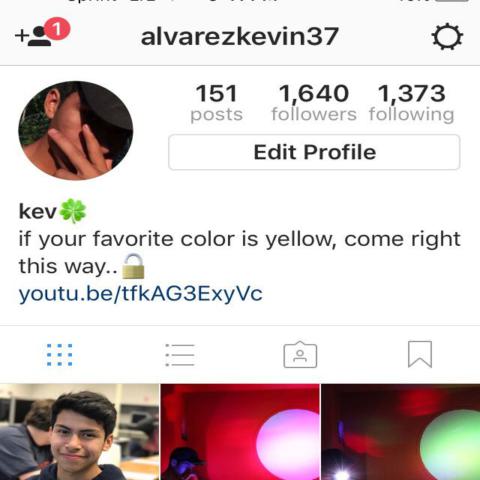 1
alvarezkevin37
151 1,640 1,373
posts followers following
Edit Profile
kev🍀
if your favorite color is yellow, come right
this way..🔒
youtu.be/tfkAG3ExyVc